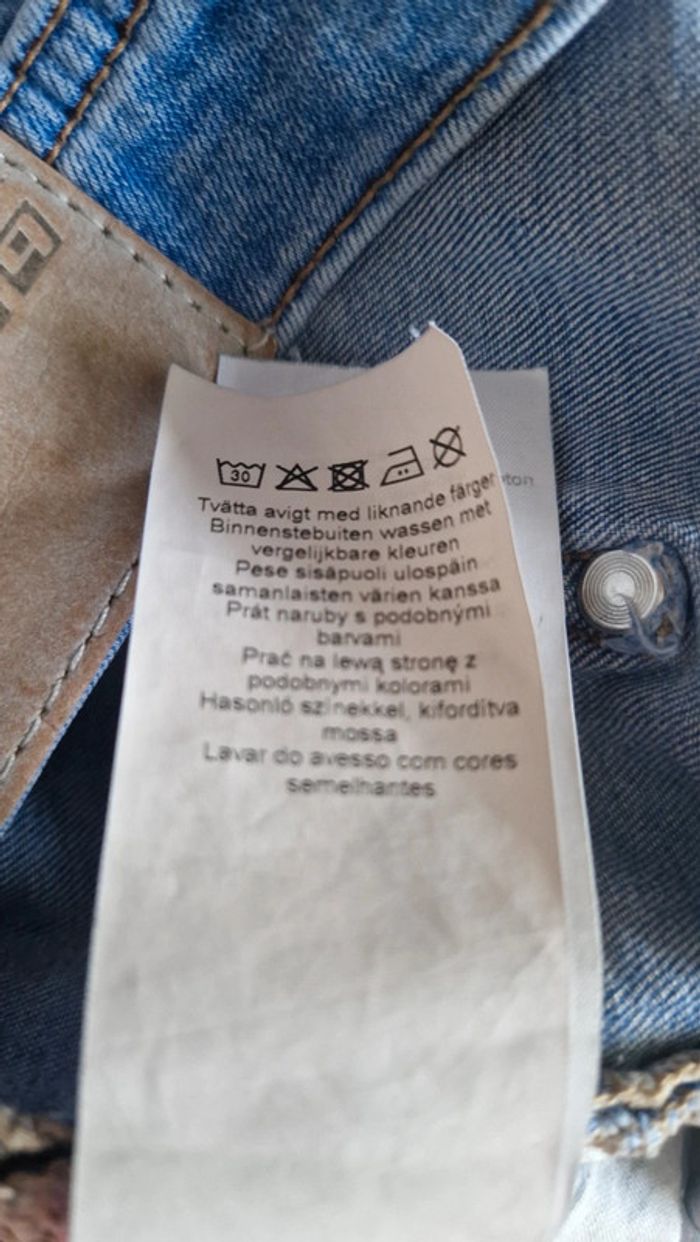 30
Tvätta avigt med liknande färger
Binnenstebuiten wassen met
vergelijkbare kleuren
Pese sisäpuoli ulospäin
samanlaisten värien kanssa
Prát naruby s podobnými
barvami
Prać na lewą stronę z
podobnymi kolorami
Hasonló színekkel, kifordítva
mossa
Lavar do avesso com cores
semelhantes